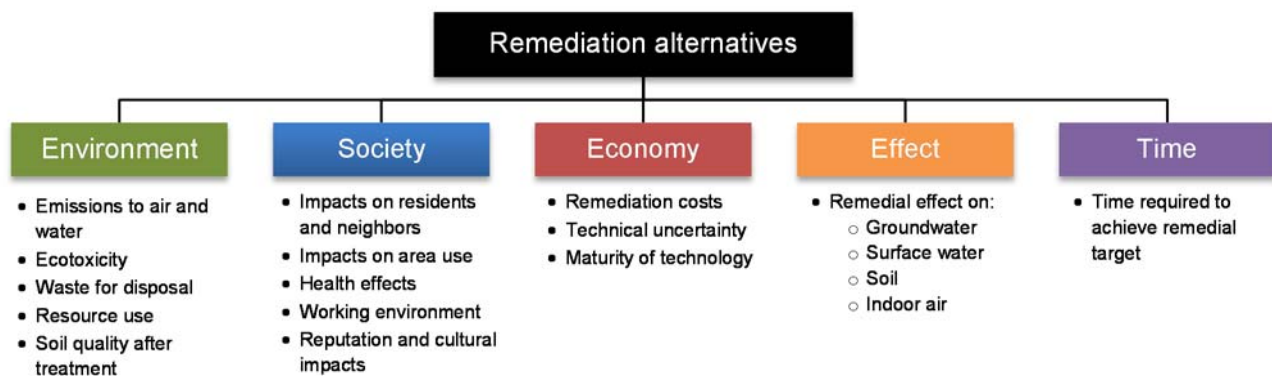 Remediation alternatives
Environment
• Emissions to air and
water
• Ecotoxicity
• Waste for disposal
• Resource use
• Soil quality after
treatment
Society
• Impacts on residents
and neighbors
• Impacts on area use
• Health effects
• Working environment
• Reputation and cultural
impacts
Economy
• Remediation costs
• Technical uncertainty
• Maturity of technology
Effect
• Remedial effect on:
○ Groundwater
○ Surface water
○ Soil
○ Indoor air
Time
• Time required to
achieve remedial
target